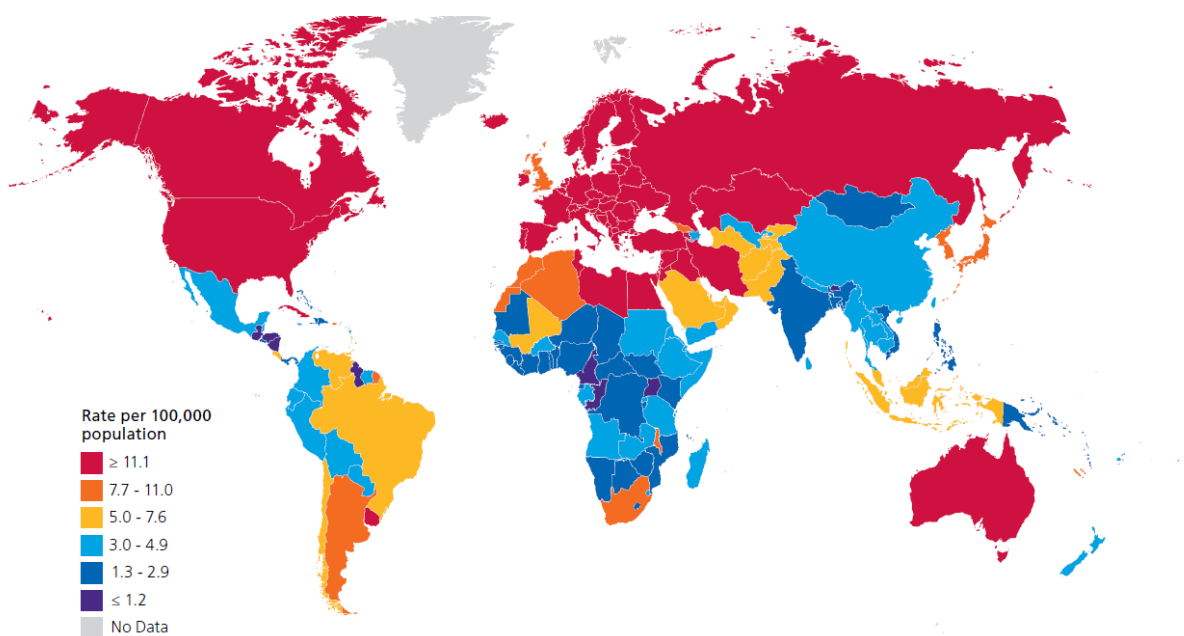 Rate per 100,000
population
≥ 11.1
7.7 - 11.0
5.0 - 7.6
3.0 - 4.9
1.3 - 2.9
≤ 1.2
No Data